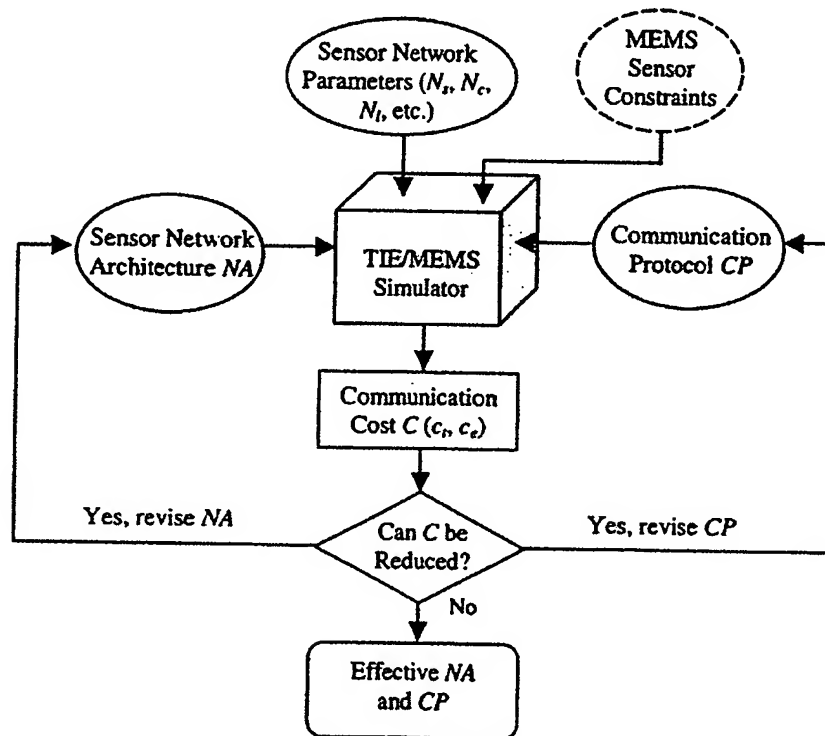 Sensor Network
Parameters (Ns, Nc,
Nl, etc.)
MEMS
Sensor
Constraints
Sensor Network
Architecture NA
TIE/MEMS
Simulator
Communication
Protocol CP
Communication
Cost C (ct, ce)
Yes, revise NA
Can C be
Reduced?
Yes, revise CP
No
Effective NA
and CP